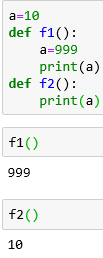 a=10
def f1():
    a=999
    print(a)
def f2():
    print(a)
f1()
999
f2()
10